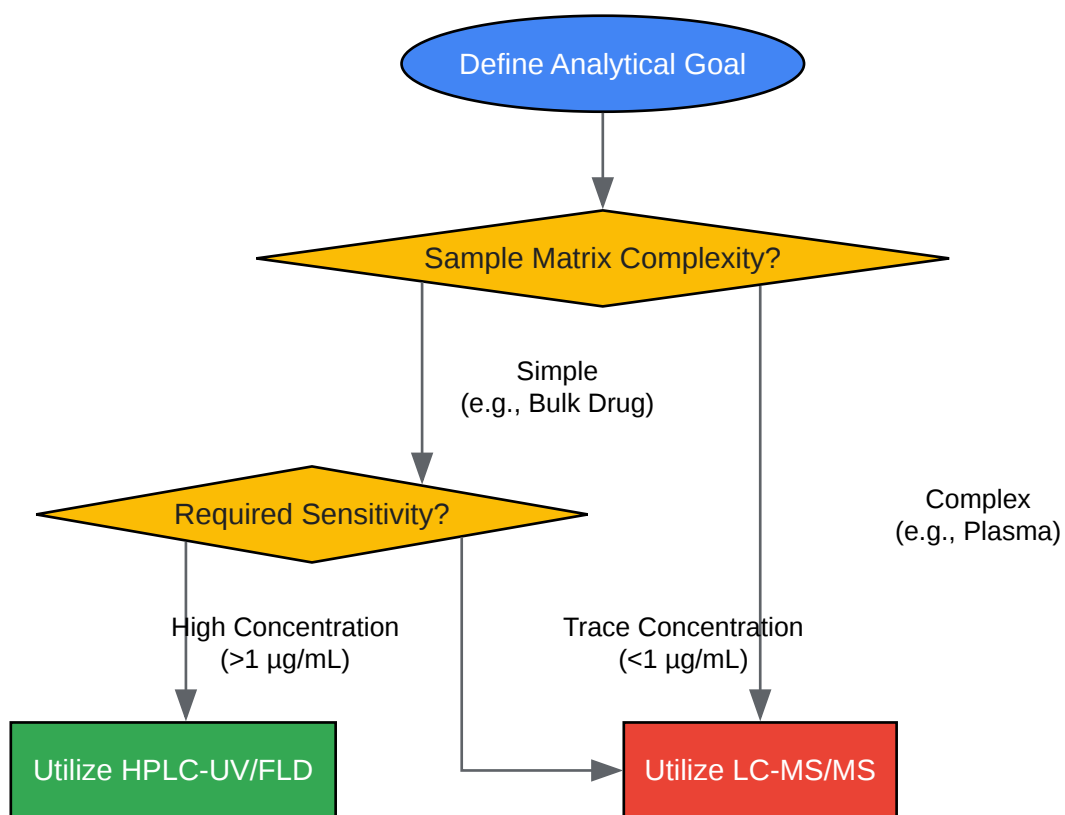 Define Analytical Goal
Sample Matrix Complexity?
Simple
(e.g., Bulk Drug)
Required Sensitivity?
Complex
(e.g., Plasma)
High Concentration
(>1 µg/mL)
Trace Concentration
(<1 µg/mL)
Utilize HPLC-UV/FLD
Utilize LC-MS/MS